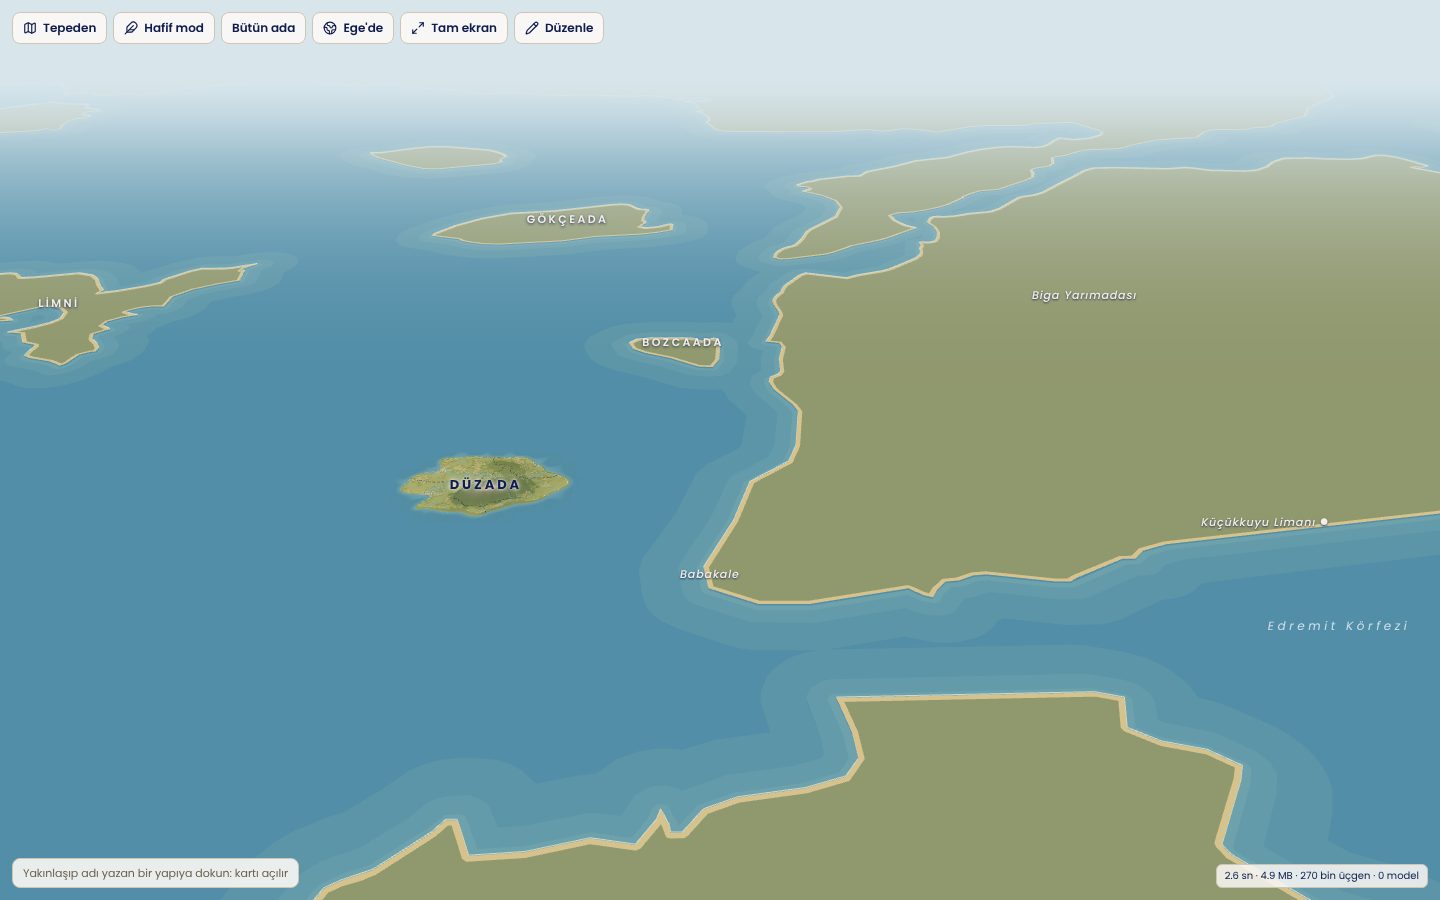 Tepeden
Hafif mod
Bütün ada
Ege'de
Tam ekran
Düzenle
GÖKÇEADA
Biga Yarımadası
LİMNİ
BOZCAADA
DÜZADA
Küçükkuyu Limanı
Babakale
Edremit Körfezi
Yakınlaşıp adı yazan bir yapıya dokun: kartı açılır
2.6 sn · 4.9 MB · 270 bin üçgen · 0 model